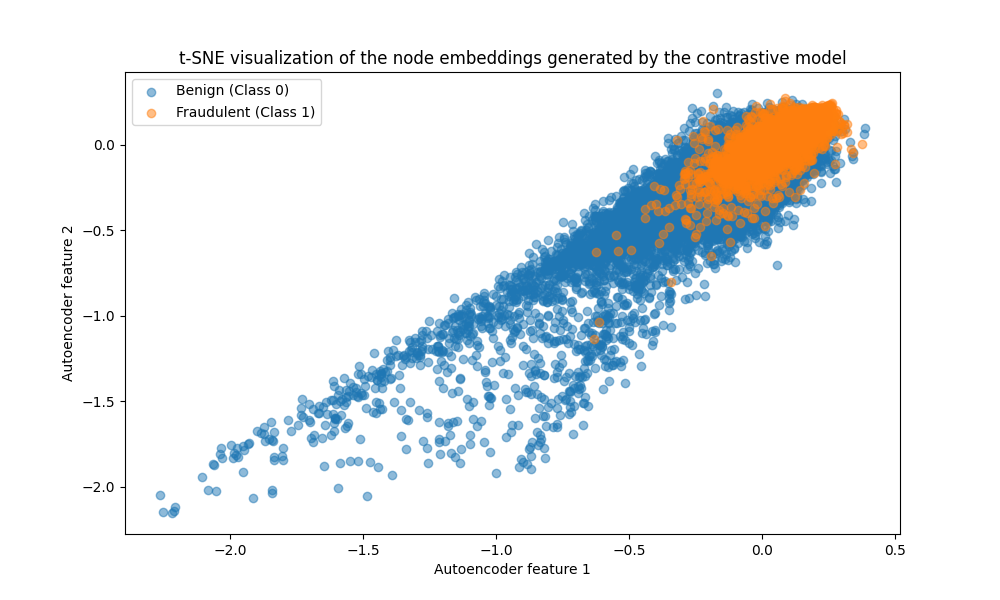 t-SNE visualization of the node embeddings generated by the contrastive model
Benign (Class 0)
Fraudulent (Class 1)
Autoencoder feature 2
0.0
−0.5
−1.0
−1.5
−2.0
−2.0
−1.5
−1.0
−0.5
0.0
0.5
Autoencoder feature 1